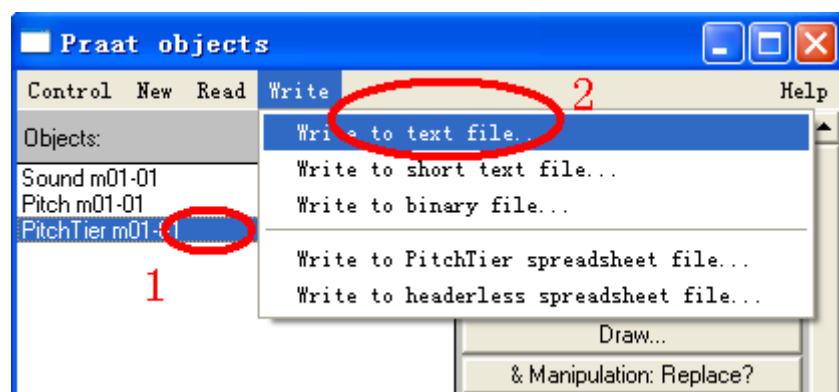 Praat objects
Control New Read Write Help
Objects:
Sound m01-01
Pitch m01-01
PitchTier m01-01
1
2
Write to text file...
Write to short text file...
Write to binary file...
Write to PitchTier spreadsheet file...
Write to headerless spreadsheet file...
Draw...
& Manipulation: Replace?